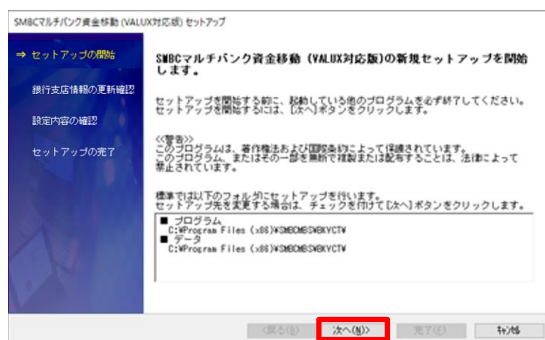 SMBCマルチバンク資金移動 (VALUX対応版) セットアップ
⇒ セットアップの開始
銀行支店情報の更新確認
設定内容の確認
セットアップの完了
SMBCマルチバンク資金移動 (VALUX対応版)の新規セットアップを開始
します。
セットアップを開始する前に、起動している他のプログラムを必ず終了してください。
セットアップを開始するには、[次へ]ボタンをクリックします。
≪警告≫
このプログラムは、著作権法および国際条約によって保護されています。
このプログラム、またはその一部を無断で複製または配布することは、法律によって
禁止されています。
標準では以下のフォルダにセットアップを行います。
セットアップ先を変更する場合は、チェックを付けて[次へ]ボタンをクリックします。
■ プログラム
C:¥Program Files (x86)¥SMBCMBS¥BKYCT¥
■ データ
C:¥Program Files (x86)¥SMBCMBS¥BKYCT¥
<戻る(B)
次へ(N)>
完了(E)
ｷｬﾝｾﾙ